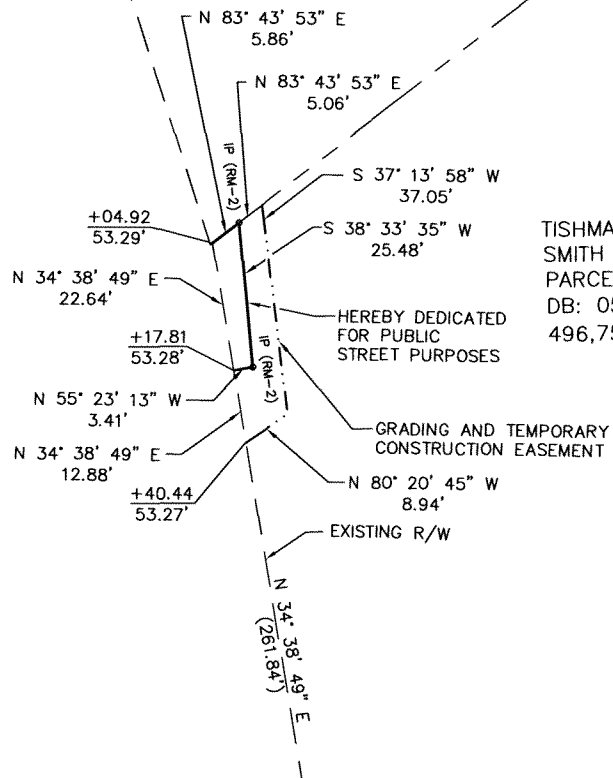 N 83° 43' 53" E
5.86'
N 83° 43' 53" E
5.06'
IP (RM-2)
S 37° 13' 58" W
37.05'
+04.92
53.29'
S 38° 33' 35" W
25.48'
TISHMA
SMITH
PARCE
DB: 05
496,75
N 34° 38' 49" E
22.64'
HEREBY DEDICATED
FOR PUBLIC
STREET PURPOSES
+17.81
53.28'
IP (RM-2)
N 55° 23' 13" W
3.41'
GRADING AND TEMPORARY
CONSTRUCTION EASEMENT
N 34° 38' 49" E
12.88'
N 80° 20' 45" W
8.94'
+40.44
53.27'
EXISTING R/W
N 34° 38' 49" E
(261.84')